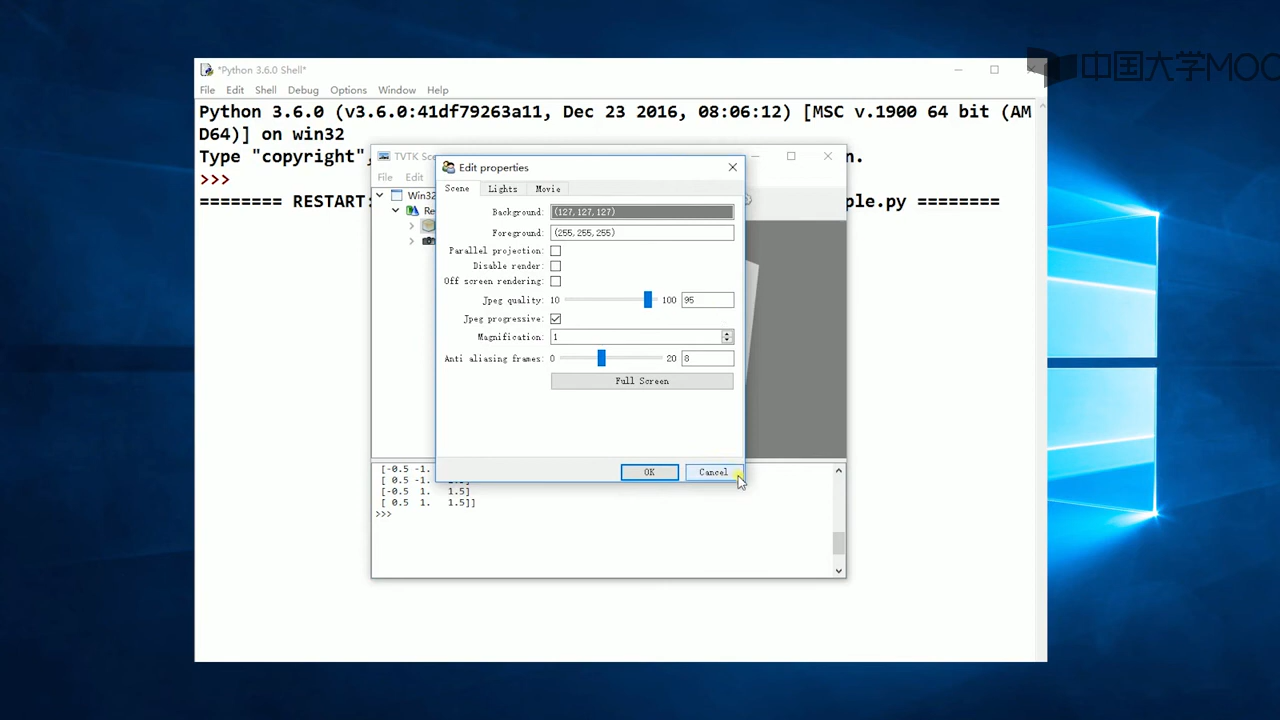 中国大学MOO
*Python 3.6.0 Shell*
File Edit Shell Debug Options Window Help
Python 3.6.0 (v3.6.0:41df79263a11, Dec 23 2016, 08:06:12) [MSC v.1900 64 bit (AM
D64)] on win32
Type "copyright", n.
>>>
======== RESTART: ple.py ========
TVTK Sce
File Edit
Win32
Re
Edit properties
Scene Lights Movie
Background: (127,127,127)
Foreground: (255,255,255)
Parallel projection:
Disable render:
Off screen rendering:
Jpeg quality: 10 100 95
Jpeg progressive:
Magnification: 1
Anti aliasing frames: 0 20 8
Full Screen
OK Cancel
[-0.5 -1.
[ 0.5 -1.
[-0.5 1. 1.5]
[ 0.5 1. 1.5]]
>>>